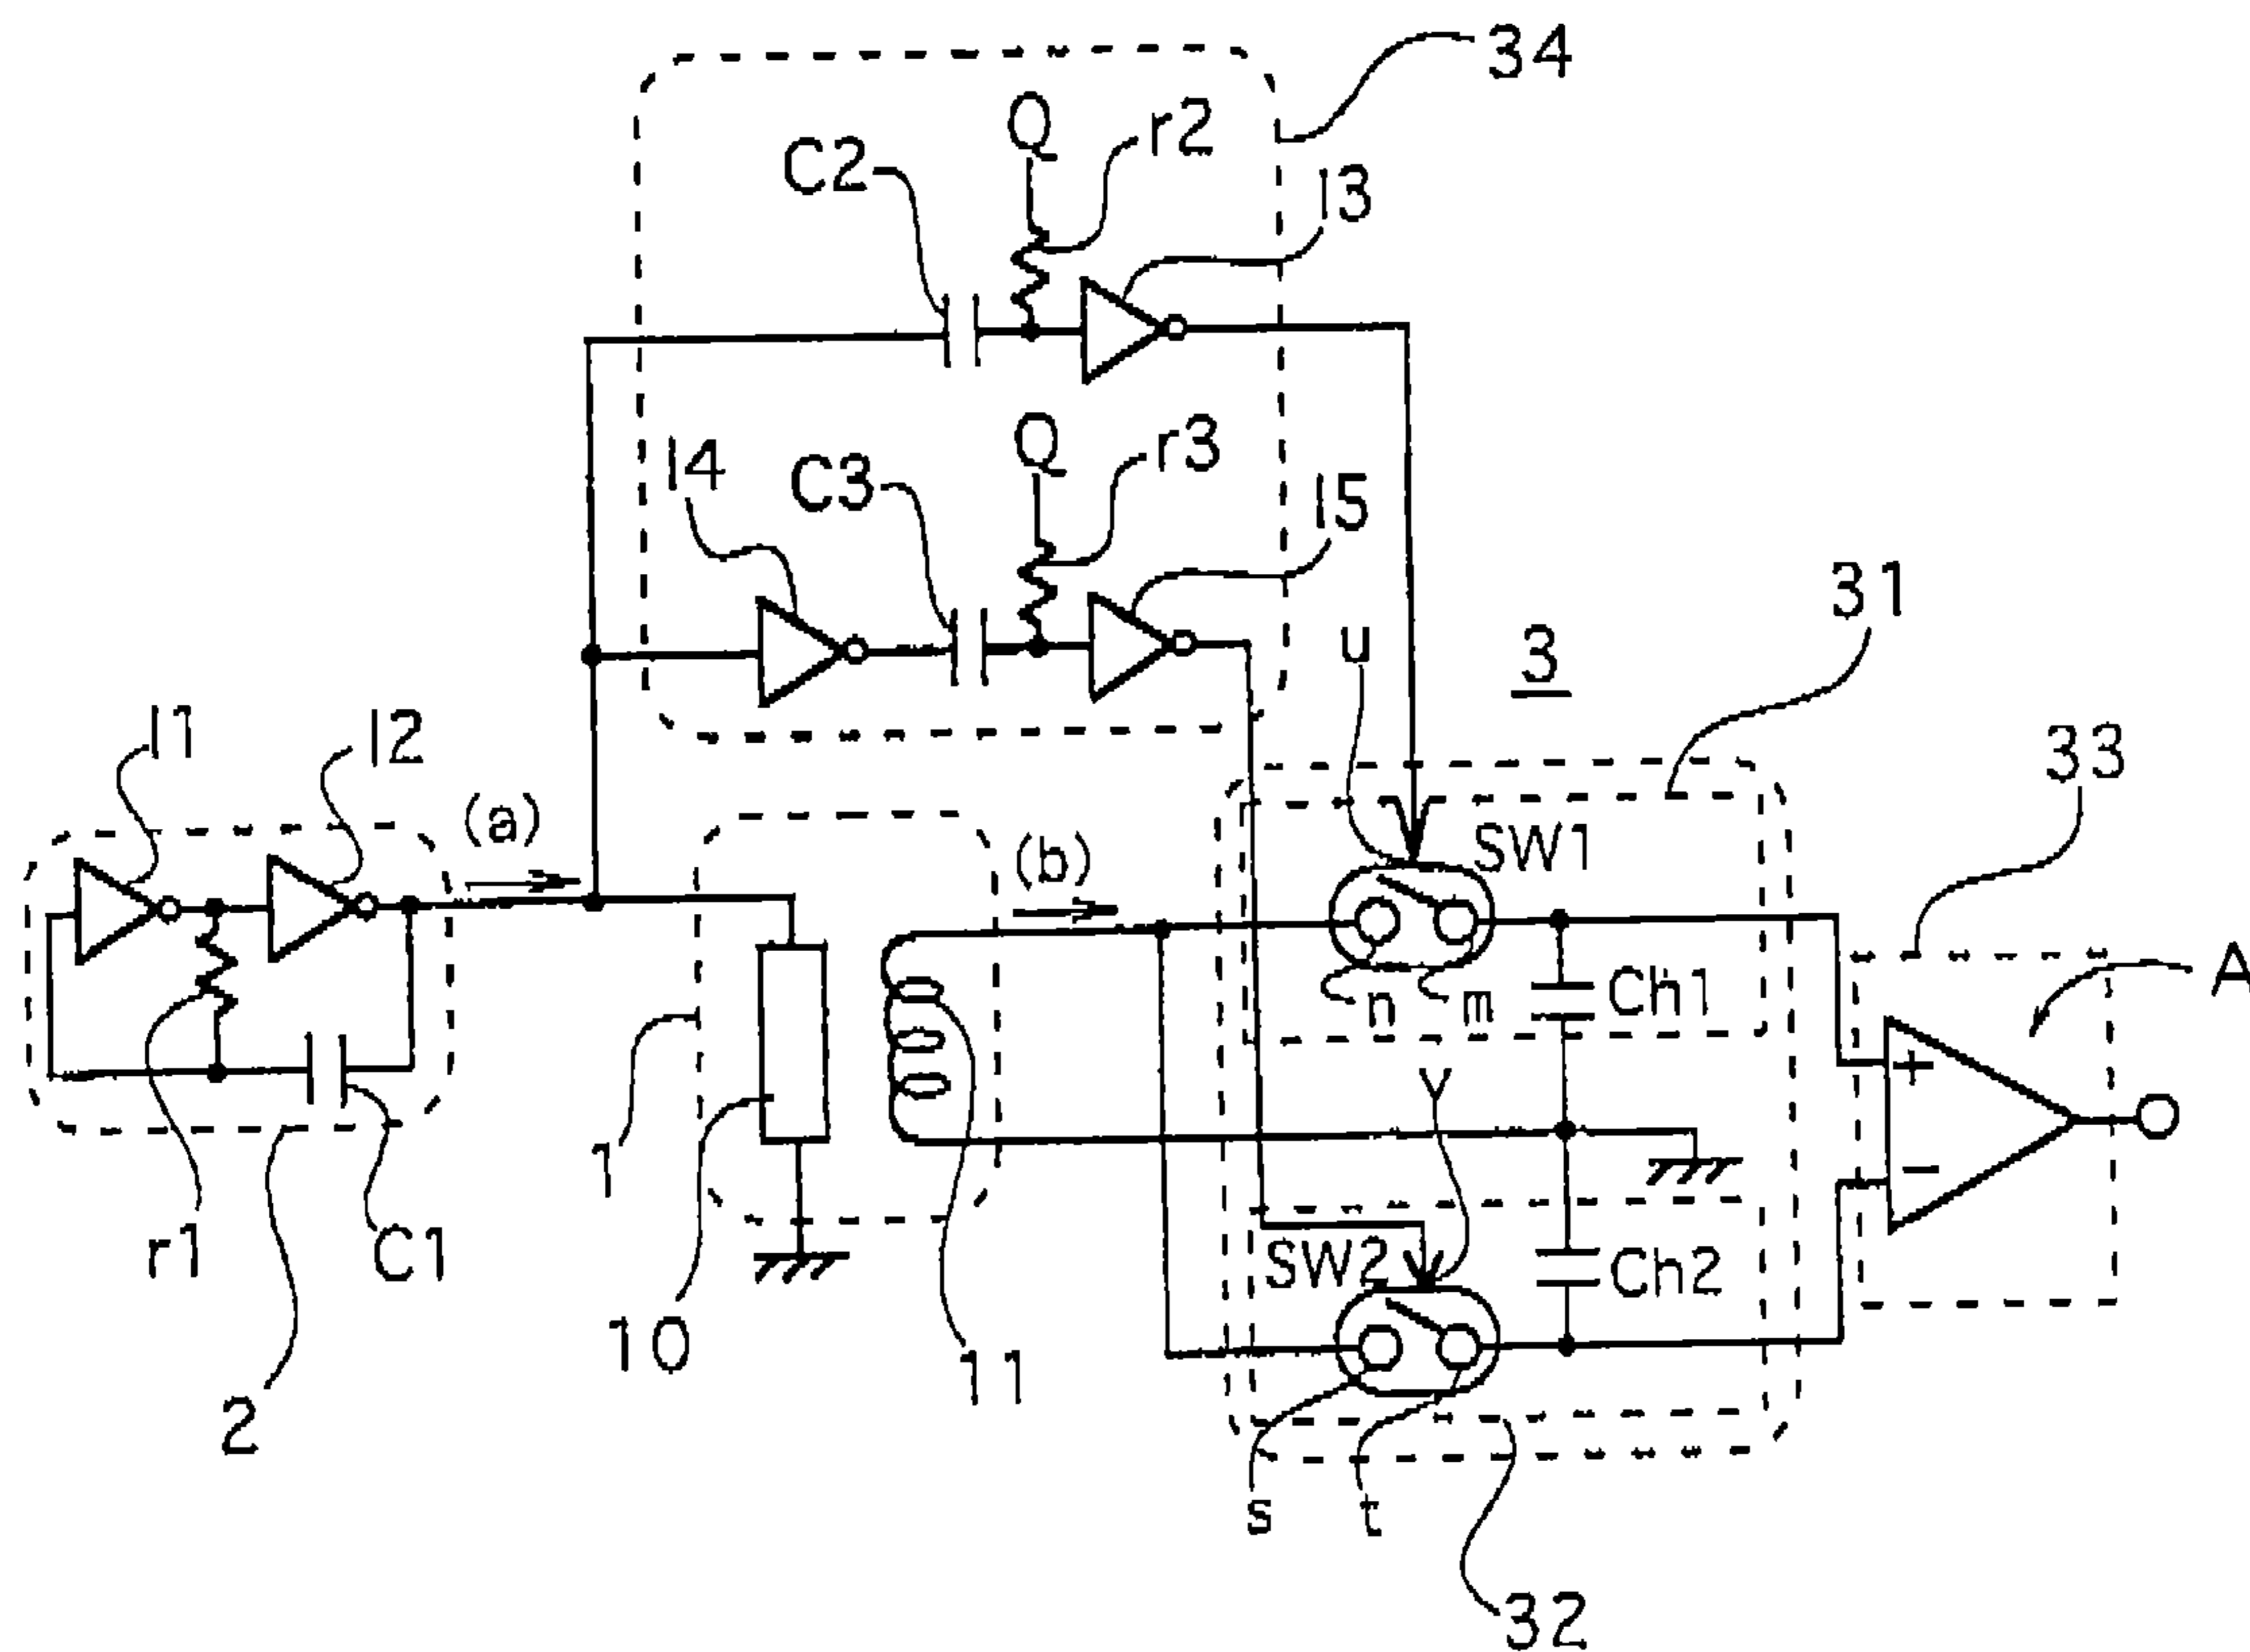 34
Q
r2
C2
I3
Q
r3
I4
C3
I5
31
u
3
I1
I2
33
(a)
(b)
SW1
A
n
m
Ch1
+
1
v
−
r1
C1
SW2
Ch2
10
11
2
s
t
32